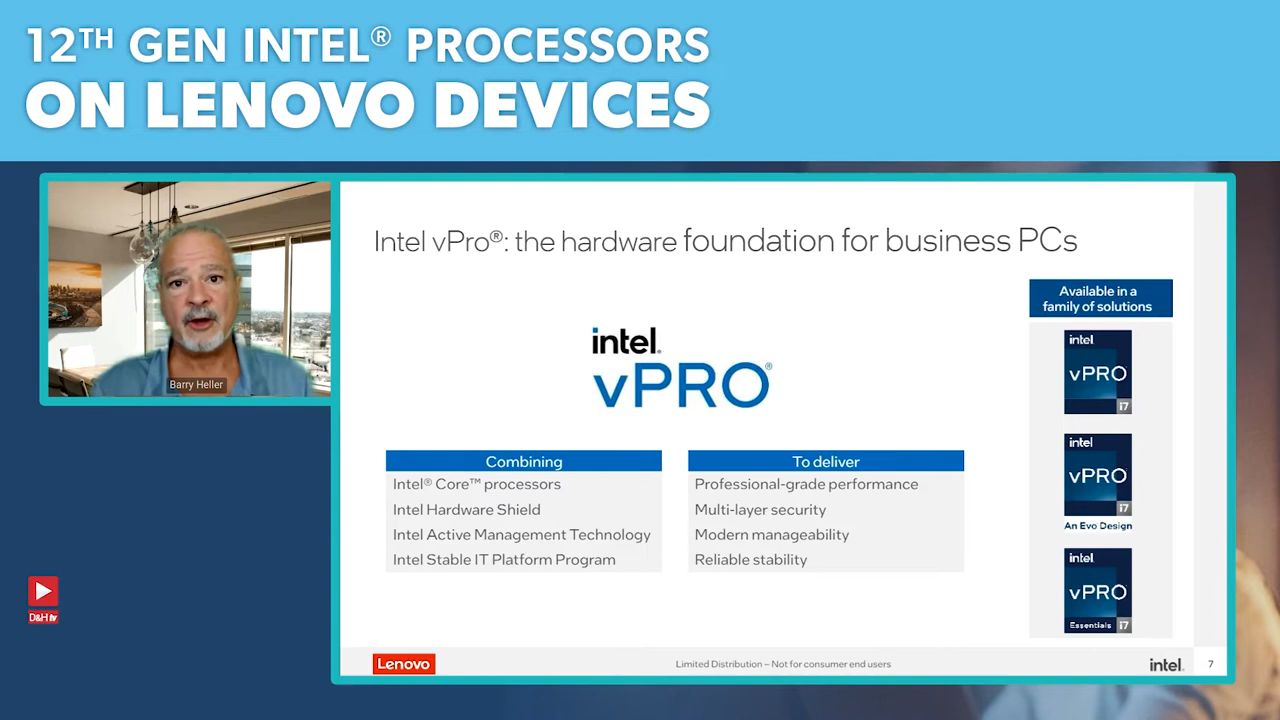 12TH GEN INTEL® PROCESSORS
ON LENOVO DEVICES
Barry Heller
Intel vPro®: the hardware foundation for business PCs
intel.
vPRO®
Combining
Intel® Core™ processors
Intel Hardware Shield
Intel Active Management Technology
Intel Stable IT Platform Program
To deliver
Professional-grade performance
Multi-layer security
Modern manageability
Reliable stability
Available in a
family of solutions
intel
vPRO
i7
intel
vPRO
i7
An Evo Design
intel
vPRO
Essentials i7
D&H tv
Lenovo
Limited Distribution – Not for consumer end users
intel.
7